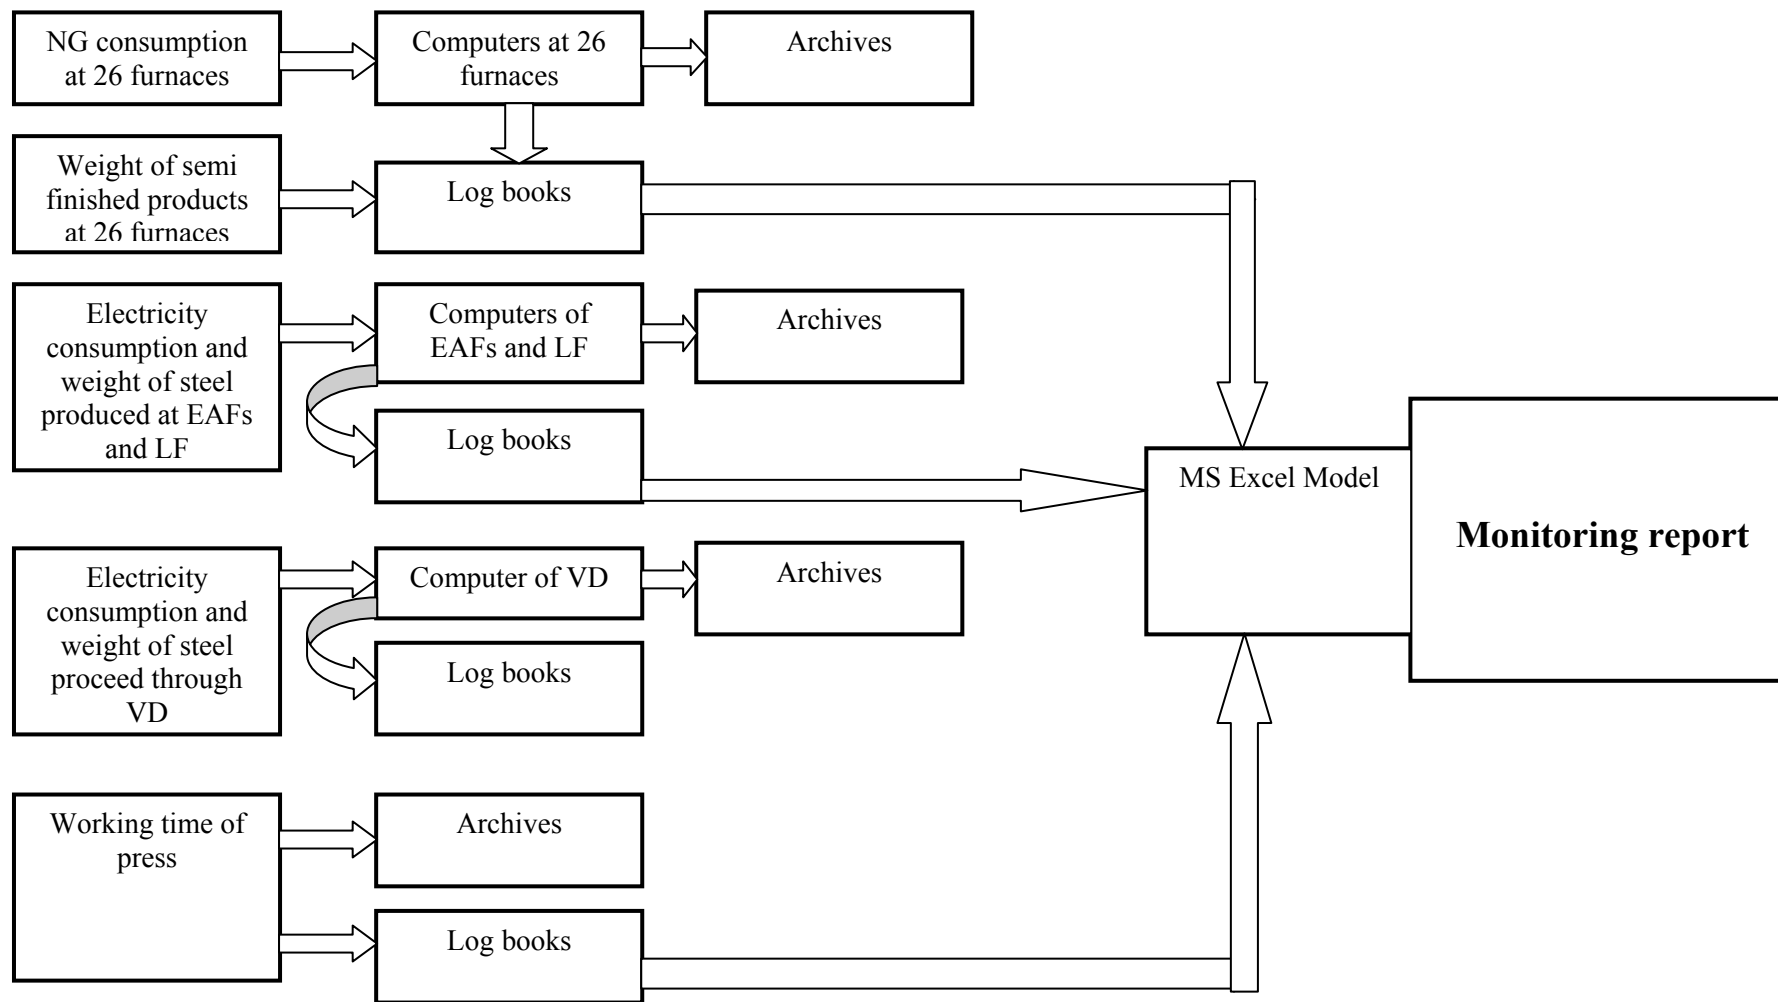 NG consumption
at 26 furnaces
Computers at 26
furnaces
Archives
Weight of semi
finished products
at 26 furnaces
Log books
Electricity
consumption and
weight of steel
produced at EAFs
and LF
Computers of
EAFs and LF
Archives
Log books
MS Excel Model
Monitoring report
Electricity
consumption and
weight of steel
proceed through
VD
Computer of VD
Archives
Log books
Working time of
press
Archives
Log books